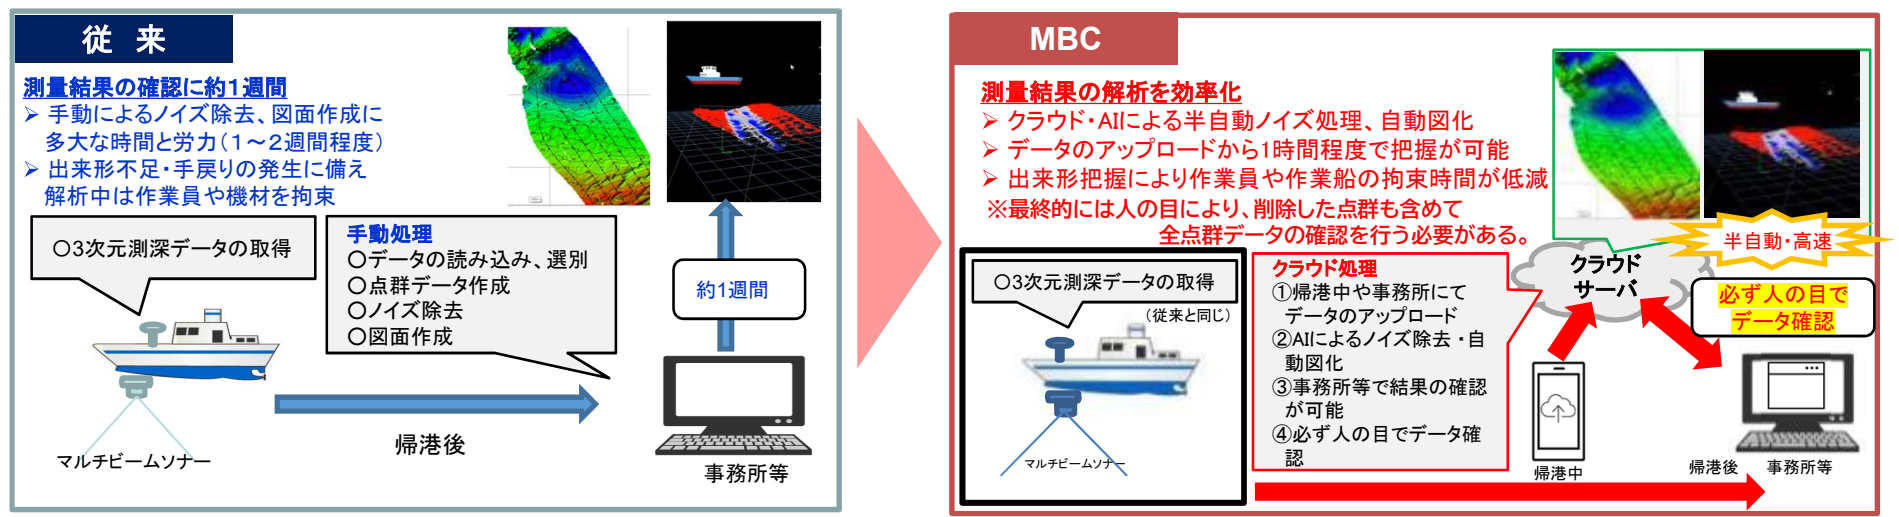 従 来
測量結果の確認に約1週間
➢ 手動によるノイズ除去、図面作成に
多大な時間と労力(1～2週間程度)
➢ 出来形不足・手戻りの発生に備え
解析中は作業員や機材を拘束
〇3次元測深データの取得
手動処理
〇データの読み込み、選別
〇点群データ作成
〇ノイズ除去
〇図面作成
約1週間
マルチビームソナー
帰港後
事務所等
MBC
測量結果の解析を効率化
➢ クラウド・AIによる半自動ノイズ処理、自動図化
➢ データのアップロードから1時間程度で把握が可能
➢ 出来形把握により作業員や作業船の拘束時間が低減
※最終的には人の目により、削除した点群も含めて
全点群データの確認を行う必要がある。
〇3次元測深データの取得
(従来と同じ)
マルチビームソナー
クラウド処理
①帰港中や事務所にて
データのアップロード
②AIによるノイズ除去・自
動図化
③事務所等で結果の確認
が可能
④必ず人の目でデータ確
認
半自動・高速
クラウド
サーバ
必ず人の目で
データ確認
帰港中
帰港後
事務所等